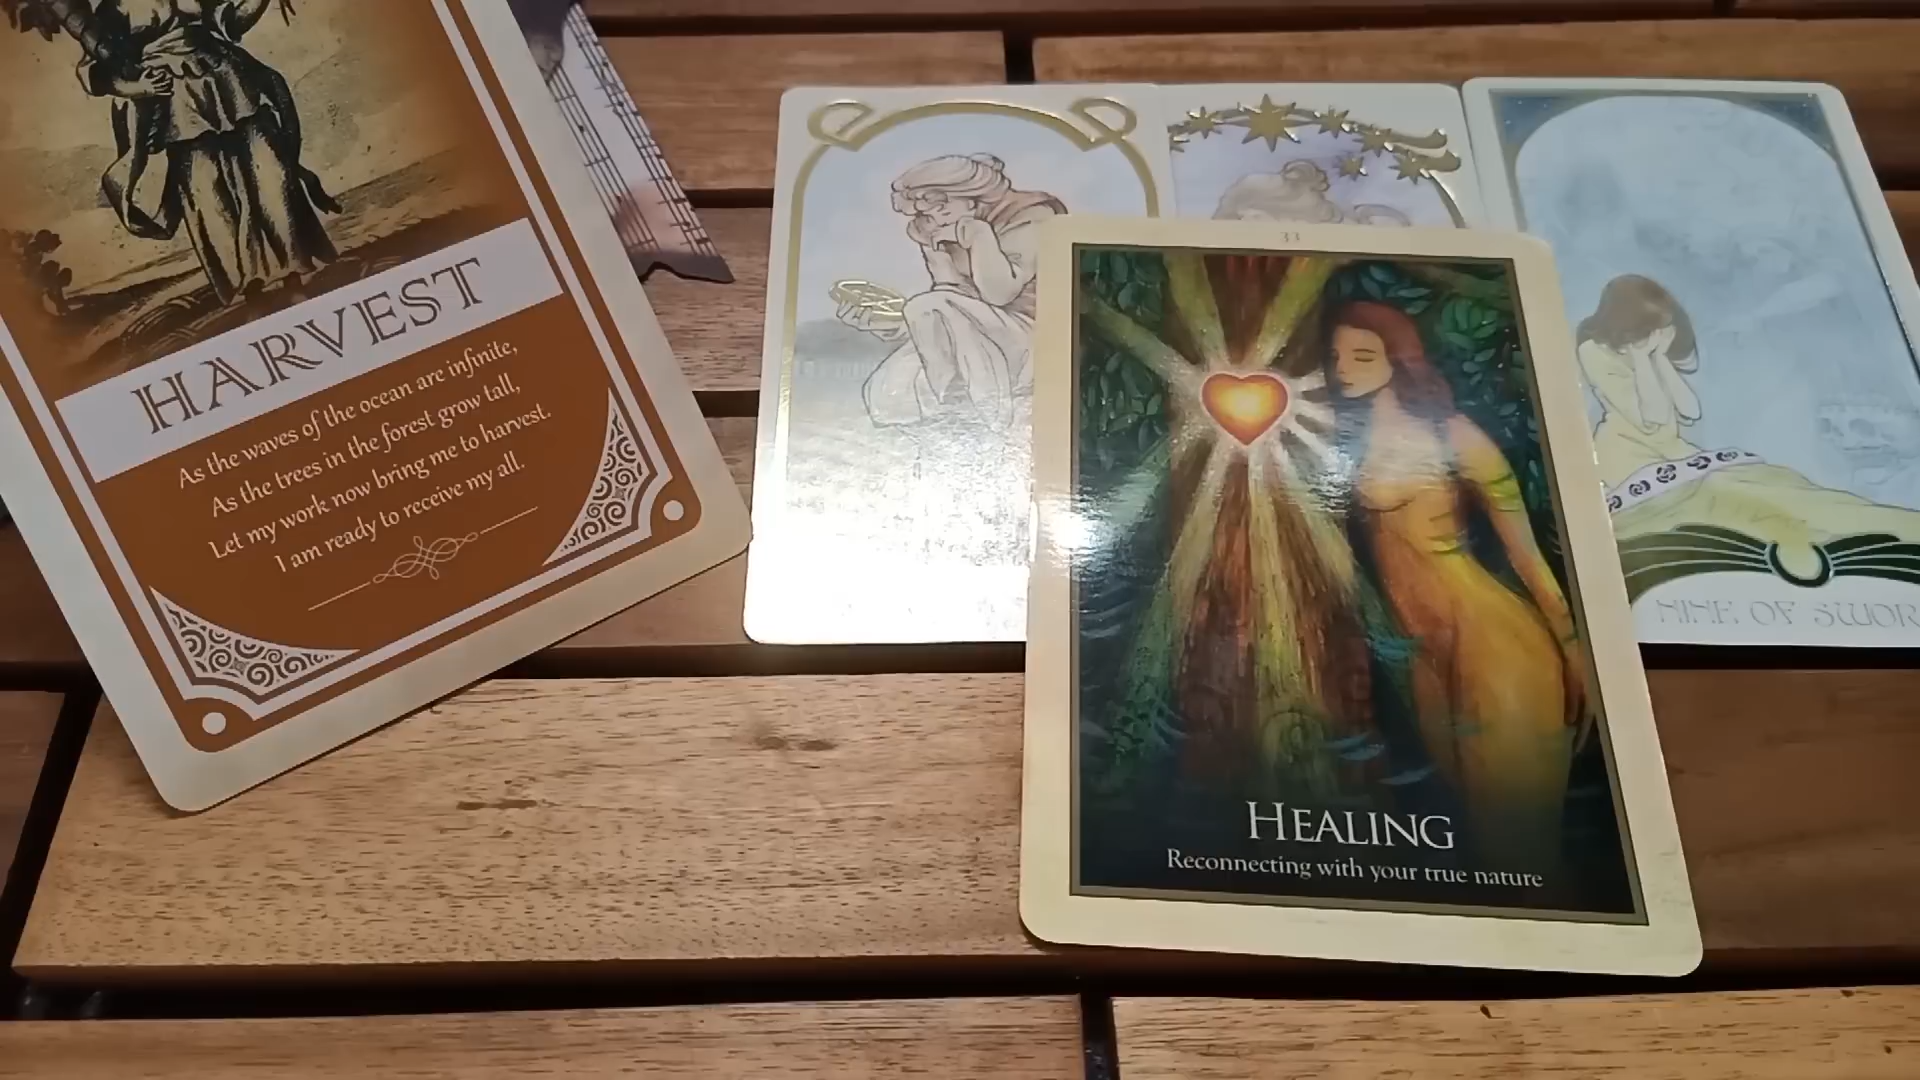 HARVEST
As the waves of the ocean are infinite,
As the trees in the forest grow tall,
Let my work now bring me to harvest.
I am ready to receive my all.
33
HEALING
Reconnecting with your true nature
NINE OF SWOR